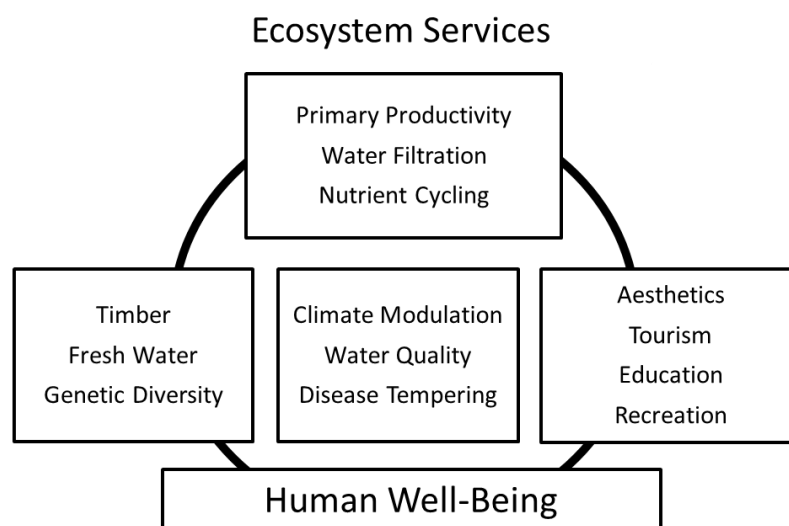 Ecosystem Services
Primary Productivity
Water Filtration
Nutrient Cycling
Timber
Fresh Water
Genetic Diversity
Climate Modulation
Water Quality
Disease Tempering
Aesthetics
Tourism
Education
Recreation
Human Well-Being